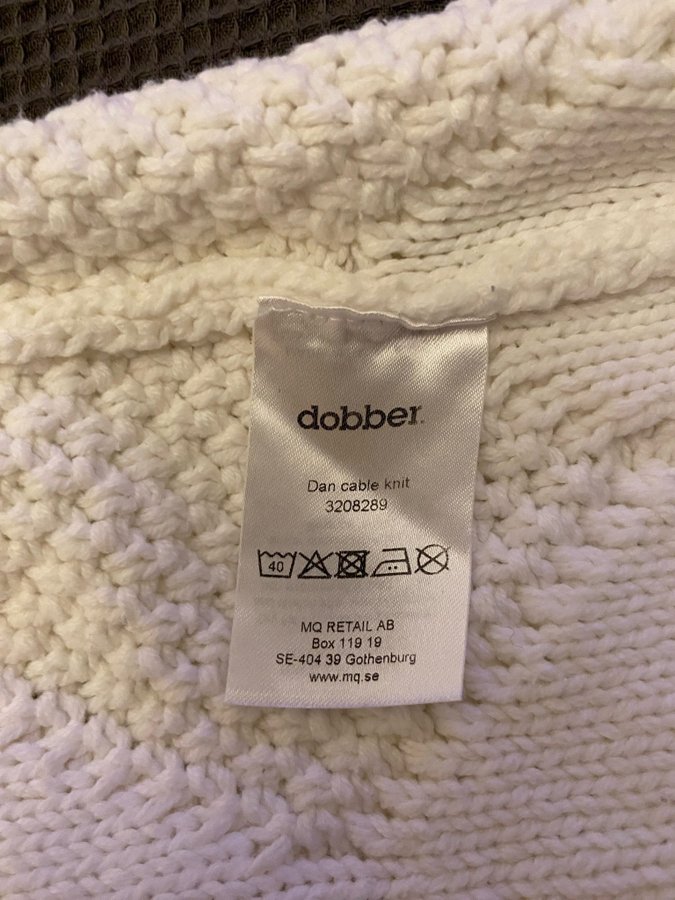 dobber.
Dan cable knit
3208289
40
MQ RETAIL AB
Box 119 19
SE-404 39 Gothenburg
www.mq.se